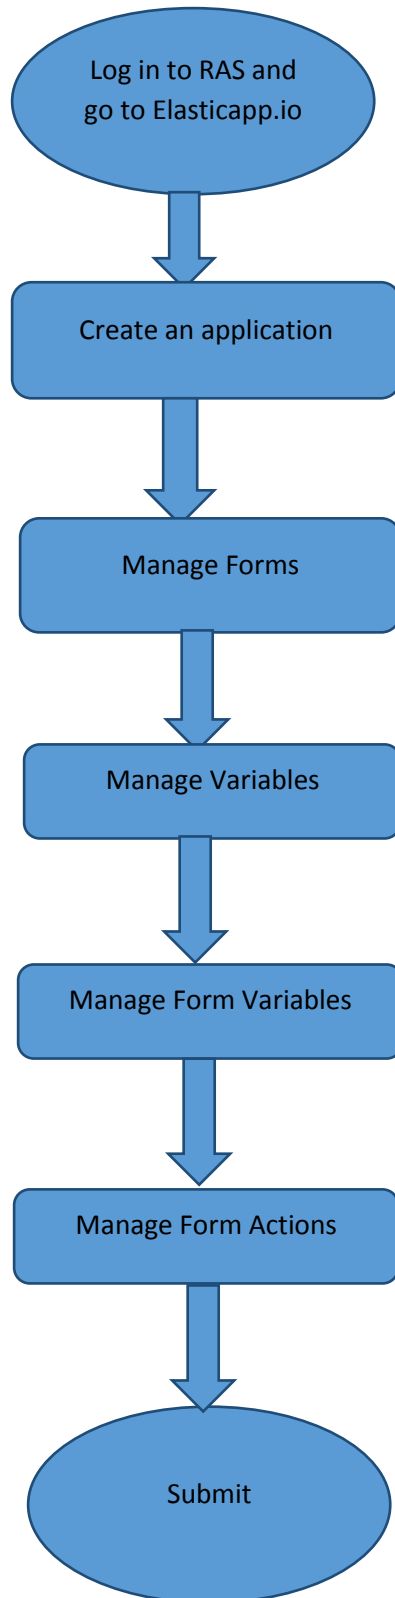 Log in to RAS and
go to Elasticapp.io
Create an application
Manage Forms
Manage Variables
Manage Form Variables
Manage Form Actions
Submit